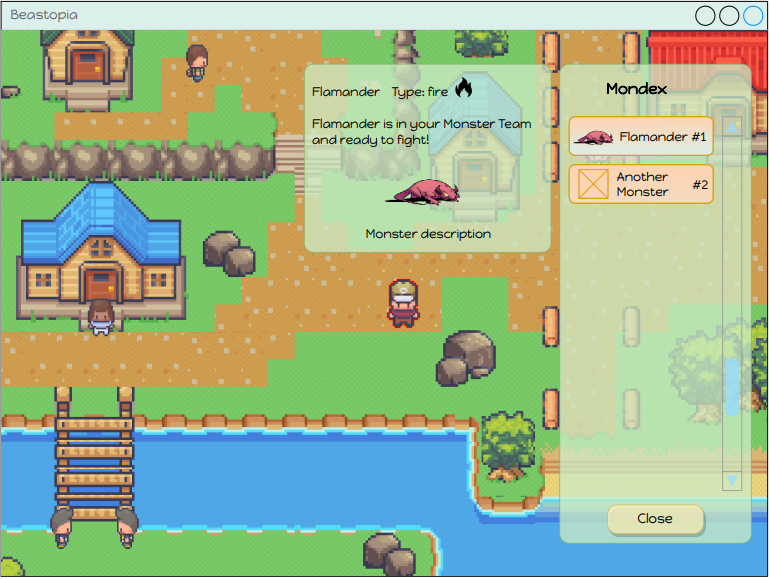 Beastopia
Flamander Type: fire
Flamander is in your Monster Team
and ready to fight!
Monster description
Mondex
Flamander #1
Another
Monster #2
Close